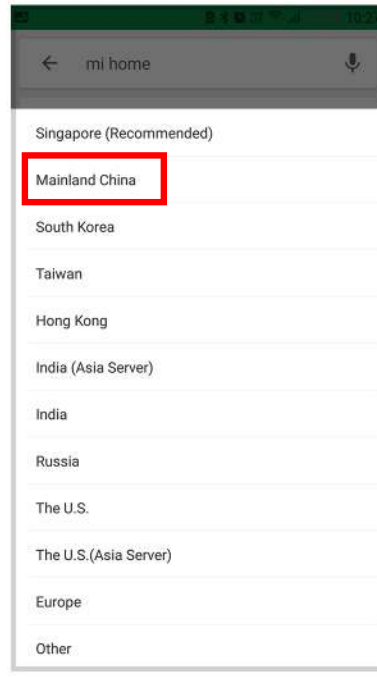 mi home
Singapore (Recommended)
Mainland China
South Korea
Taiwan
Hong Kong
India (Asia Server)
India
Russia
The U.S.
The U.S.(Asia Server)
Europe
Other